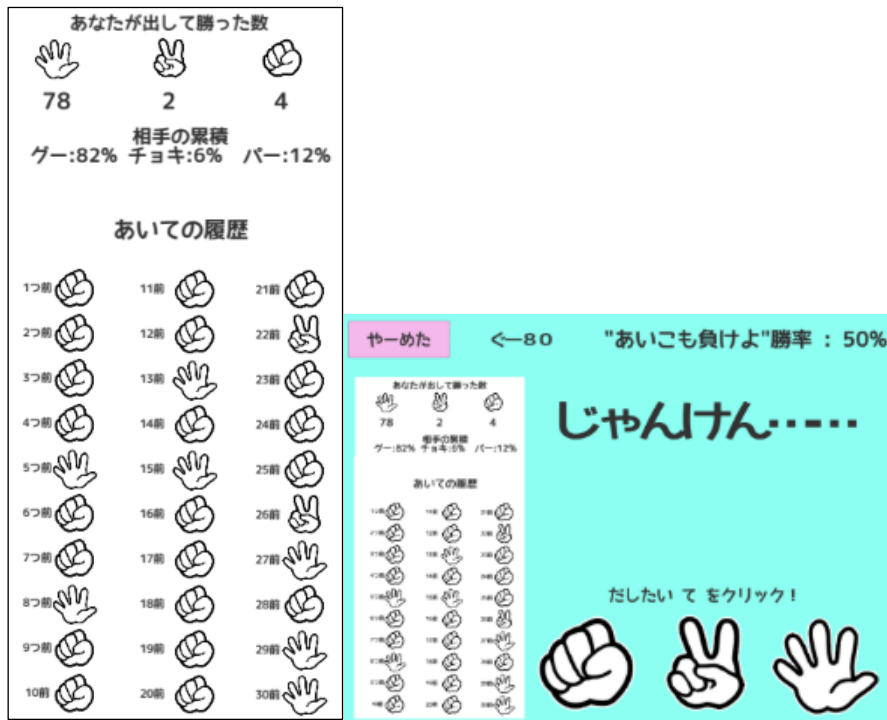 あなたが出して勝った数
78 2 4
相手の累積
グー:82% チョキ:6% パー:12%
あいての履歴
1つ前 11前 21前
2つ前 12前 22前
3つ前 13前 23前
4つ前 14前 24前
5つ前 15前 25前
6つ前 16前 26前
7つ前 17前 27前
8つ前 18前 28前
9つ前 19前 29前
10前 20前 30前
やーめた ぐー80 "あいこも負けよ"勝率 : 50%
あなたが出して勝った数
78 2 4
相手の累積
グー:82% チョキ:6% パー:12%
あいての履歴
じゃんけん・・・・・
だしたい て をクリック!